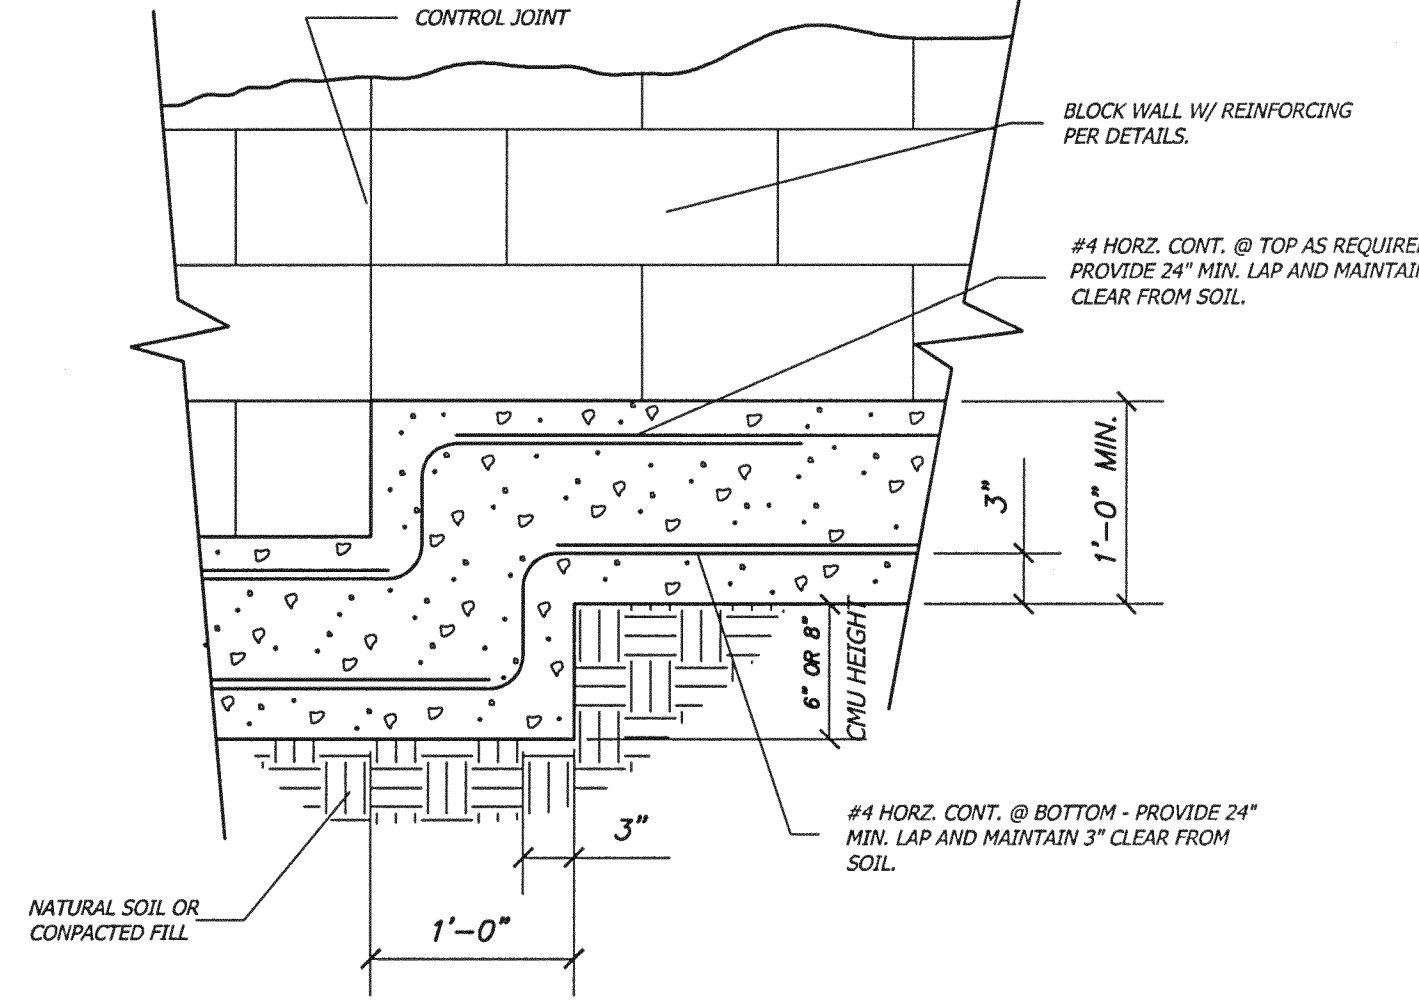 CONTROL JOINT
BLOCK WALL W/ REINFORCING
PER DETAILS.
#4 HORZ. CONT. @ TOP AS
PROVIDE 24" MIN. LAP AND
CLEAR FROM SOIL.
3"
1'-0" MIN.
6" OR 8"
CMU HEIGHT
#4 HORZ. CONT. @ BOTTOM - PROVIDE 24"
MIN. LAP AND MAINTAIN 3" CLEAR FROM
SOIL.
3"
NATURAL SOIL OR
CONPACTED FILL
1'-0"